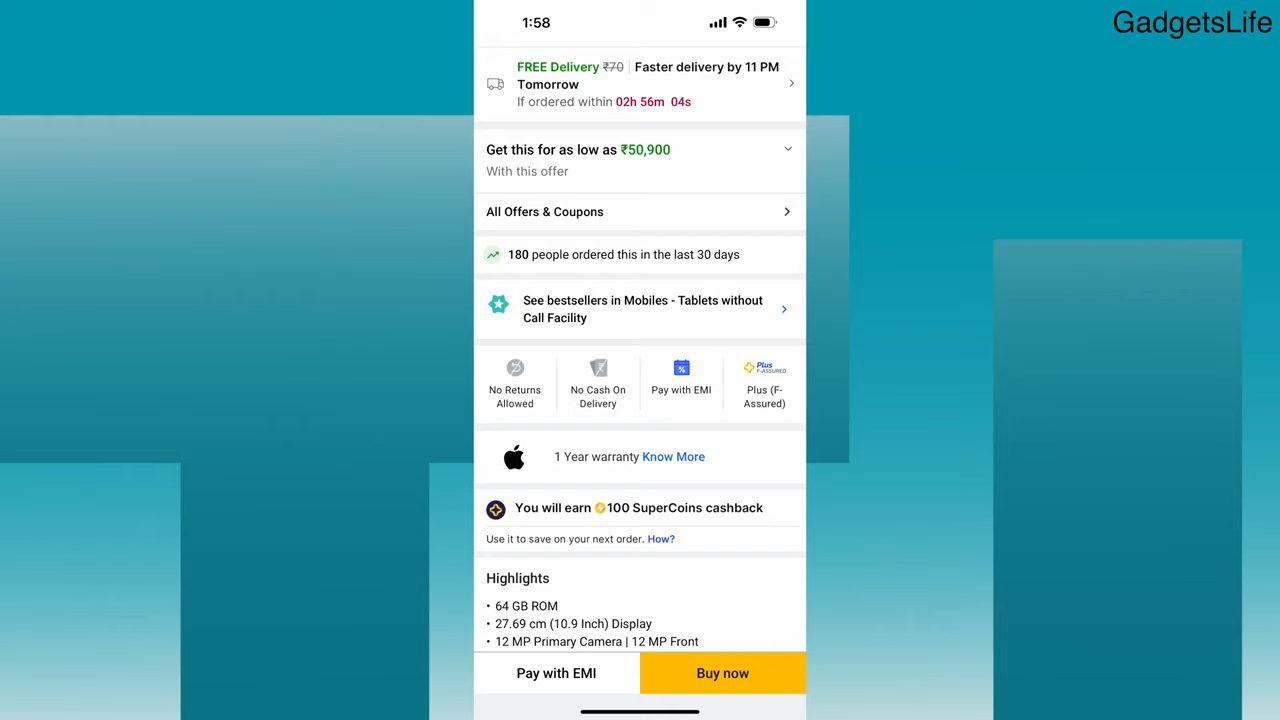 GadgetsLife
1:58
FREE Delivery ₹70 | Faster delivery by 11 PM
Tomorrow
If ordered within 02h 56m 04s
Get this for as low as ₹50,900
With this offer
All Offers & Coupons
180 people ordered this in the last 30 days
See bestsellers in Mobiles - Tablets without
Call Facility
No Returns
Allowed
No Cash On
Delivery
Pay with EMI
Plus
F-ASSURED
Plus (F-
Assured)
1 Year warranty Know More
You will earn 100 SuperCoins cashback
Use it to save on your next order. How?
Highlights
• 64 GB ROM
• 27.69 cm (10.9 Inch) Display
• 12 MP Primary Camera | 12 MP Front
Pay with EMI
Buy now